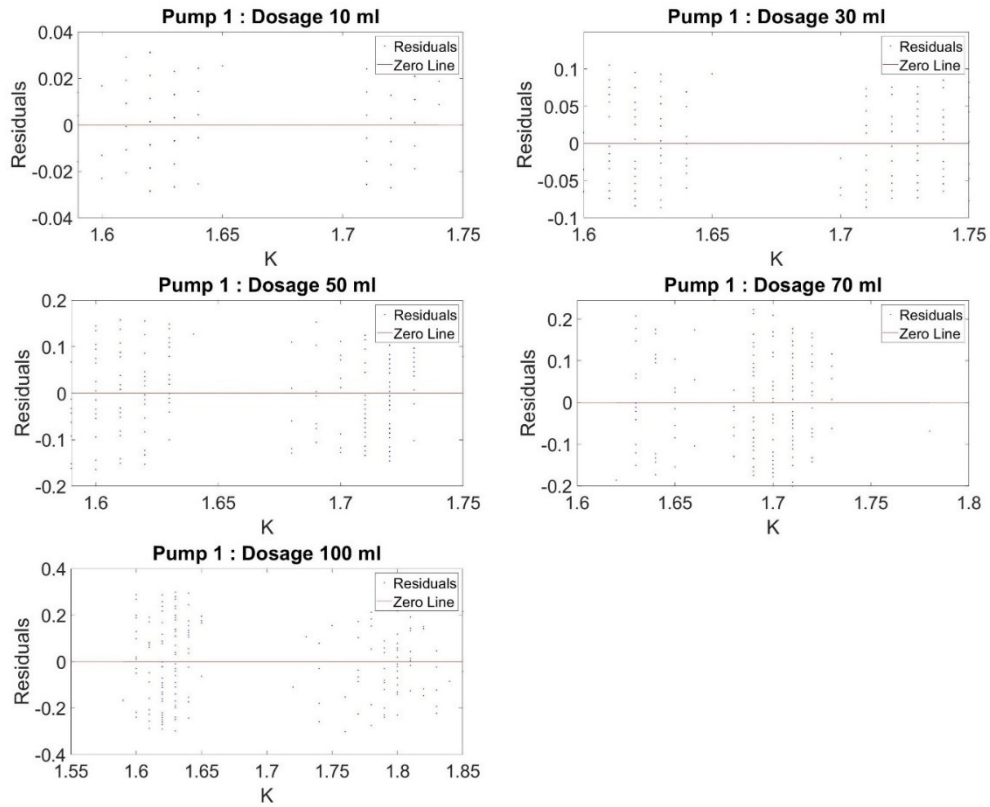 Pump 1 : Dosage 10 ml
0.04
0.02
0
-0.02
-0.04
Residuals
1.6
1.65
1.7
1.75
K
Residuals
Zero Line
Pump 1 : Dosage 30 ml
0.1
0.05
0
-0.05
-0.1
Residuals
1.6
1.65
1.7
1.75
K
Residuals
Zero Line
Pump 1 : Dosage 50 ml
0.2
0.1
0
-0.1
-0.2
Residuals
1.6
1.65
1.7
1.75
K
Residuals
Zero Line
Pump 1 : Dosage 70 ml
0.2
0.1
0
-0.1
-0.2
Residuals
1.6
1.65
1.7
1.75
1.8
K
Residuals
Zero Line
Pump 1 : Dosage 100 ml
0.4
0.2
0
-0.2
-0.4
Residuals
1.55
1.6
1.65
1.7
1.75
1.8
1.85
K
Residuals
Zero Line